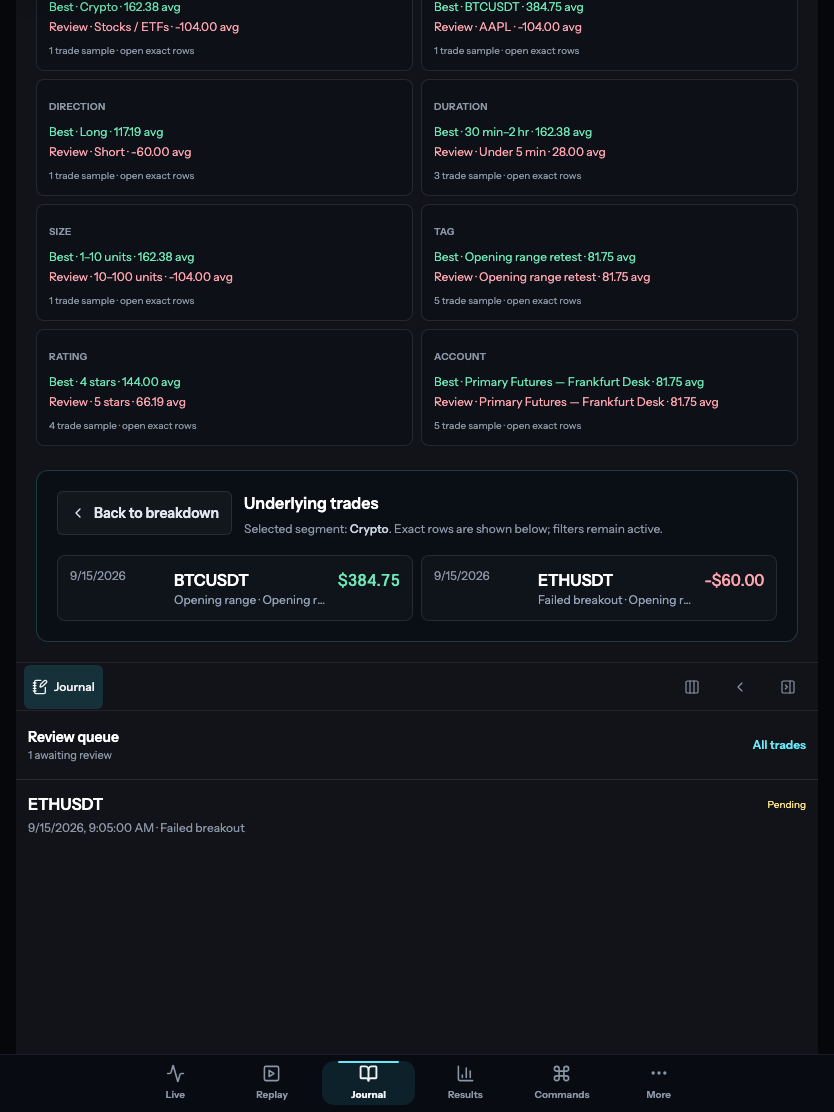 Best · Crypto · 162.38 avg
Review · Stocks / ETFs · -104.00 avg
1 trade sample · open exact rows
Best · BTCUSDT · 384.75 avg
Review · AAPL · -104.00 avg
1 trade sample · open exact rows
DIRECTION
Best · Long · 117.19 avg
Review · Short · -60.00 avg
1 trade sample · open exact rows
DURATION
Best · 30 min–2 hr · 162.38 avg
Review · Under 5 min · 28.00 avg
3 trade sample · open exact rows
SIZE
Best · 1–10 units · 162.38 avg
Review · 10–100 units · -104.00 avg
1 trade sample · open exact rows
TAG
Best · Opening range retest · 81.75 avg
Review · Opening range retest · 81.75 avg
5 trade sample · open exact rows
RATING
Best · 4 stars · 144.00 avg
Review · 5 stars · 66.19 avg
4 trade sample · open exact rows
ACCOUNT
Best · Primary Futures — Frankfurt Desk · 81.75 avg
Review · Primary Futures — Frankfurt Desk · 81.75 avg
5 trade sample · open exact rows
Back to breakdown
Underlying trades
Selected segment: Crypto. Exact rows are shown below; filters remain active.
9/15/2026
BTCUSDT
$384.75
Opening range · Opening r...
9/15/2026
ETHUSDT
-$60.00
Failed breakout · Opening r...
Journal
Review queue
1 awaiting review
All trades
ETHUSDT
Pending
9/15/2026, 9:05:00 AM · Failed breakout
Live
Replay
Journal
Results
Commands
More